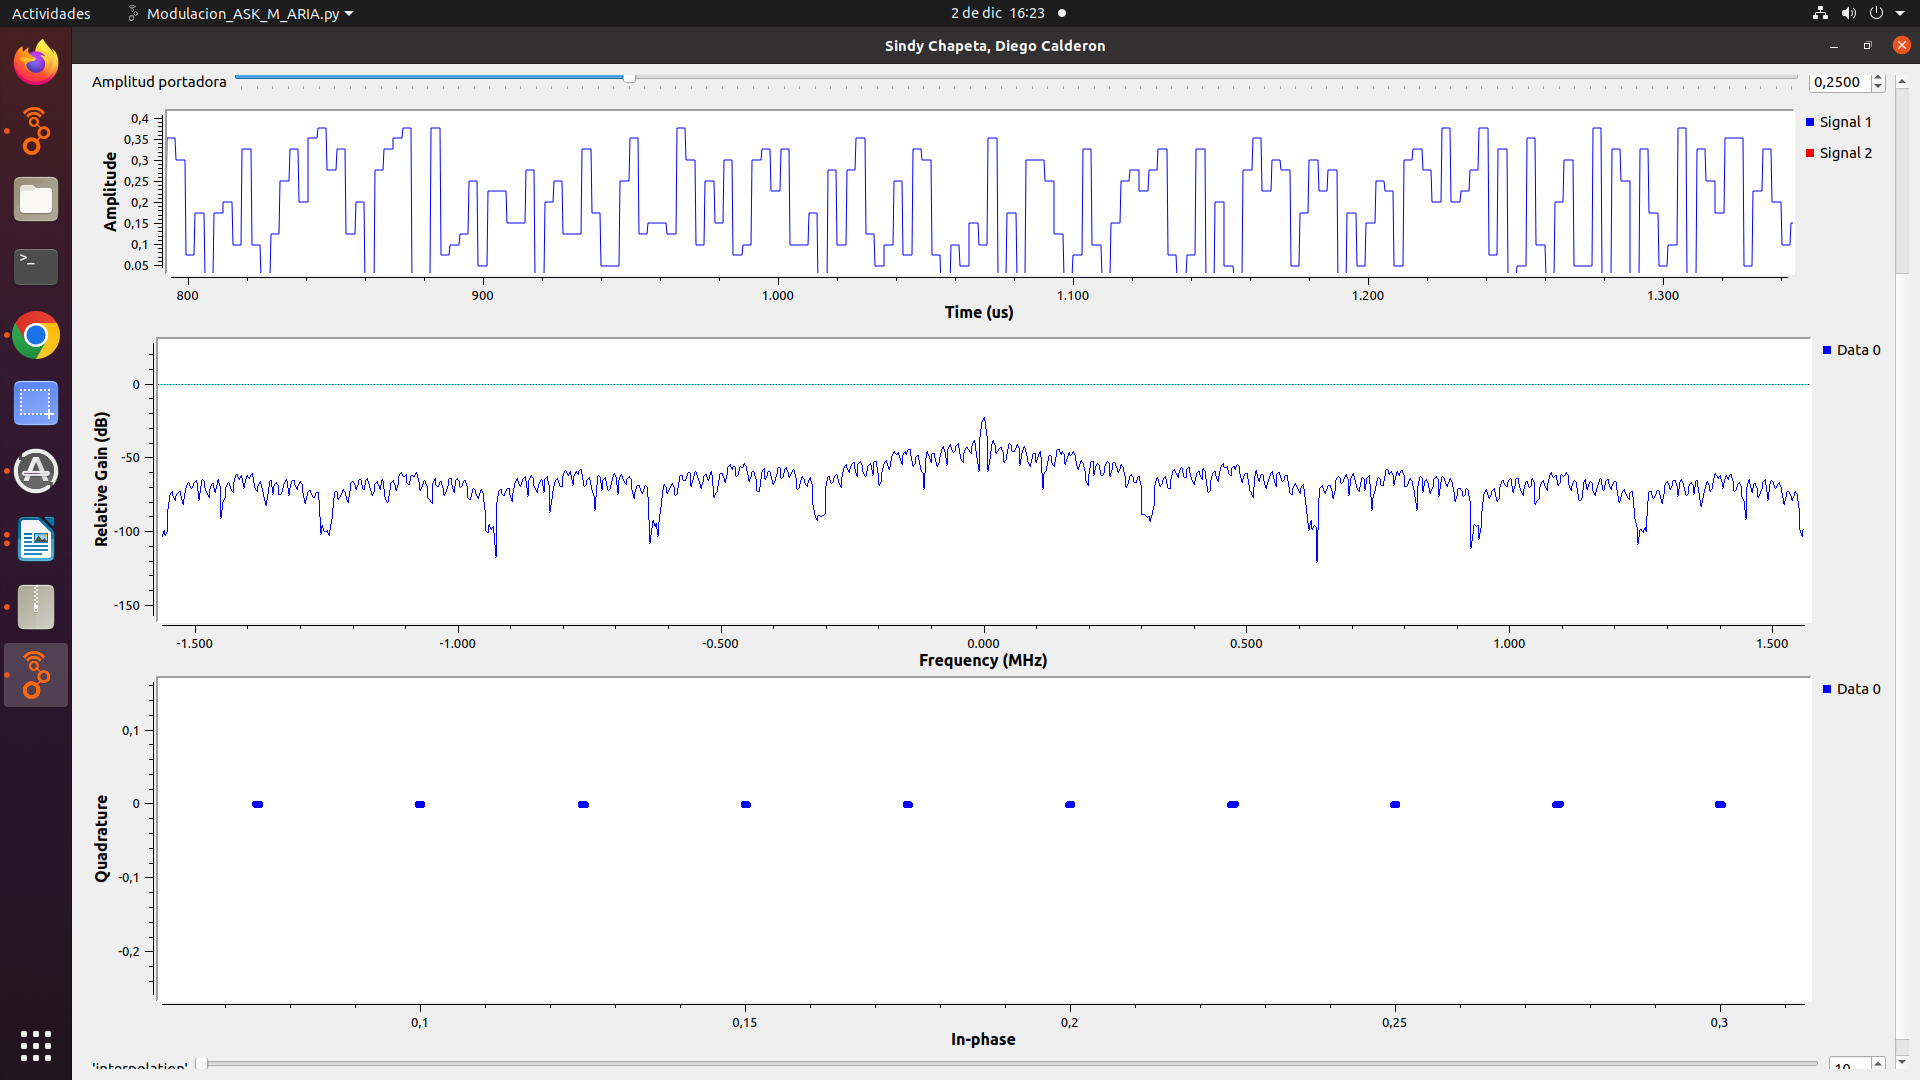 Actividades
Modulacion_ASK_M_ARIA.py
2 de dic 16:23
Sindy Chapeta, Diego Calderon
Amplitud portadora
0,2500
0,4
0,35
0,3
0,25
0,2
0,15
0,1
0.05
Amplitude
Signal 1
Signal 2
800
900
1.000
1.100
1.200
1.300
Time (us)
Data 0
0
-50
-100
-150
Relative Gain (dB)
-1.500
-1.000
-0.500
0.000
0.500
1.000
1.500
Frequency (MHz)
Data 0
0,1
0
-0,1
-0,2
Quadrature
0,1
0,15
0,2
0,25
0,3
In-phase
'interpolation'
10